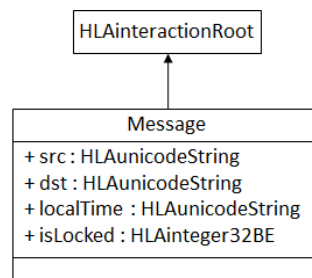 HLAinteractionRoot
Message
+ src : HLAunicodeString
+ dst : HLAunicodeString
+ localTime : HLAunicodeString
+ isLocked : HLAinteger32BE